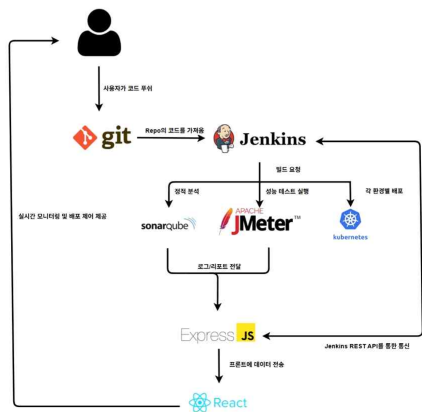 사용자가 코드 푸쉬
git
Repo의 코드를 가져옴
Jenkins
빌드 요청
정적 분석
성능 테스트 실행
각 환경별 배포
실시간 모니터링 및 배포 제어 제공
sonarqube
APACHE
JMeter™
kubernetes
로그/리포트 전달
Express JS
Jenkins REST API를 통한 통신
프론트에 데이터 전송
React